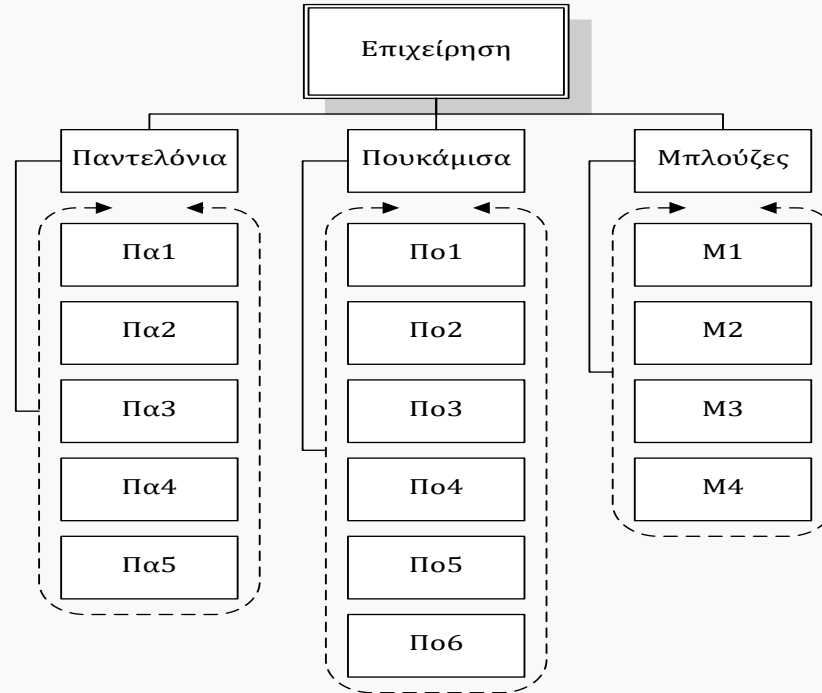 Επιχείρηση
Παντελόνια
Πουκάμισα
Μπλούζες
Πα1
Πο1
Μ1
Πα2
Πο2
Μ2
Πα3
Πο3
Μ3
Πα4
Πο4
Μ4
Πα5
Πο5
Πο6